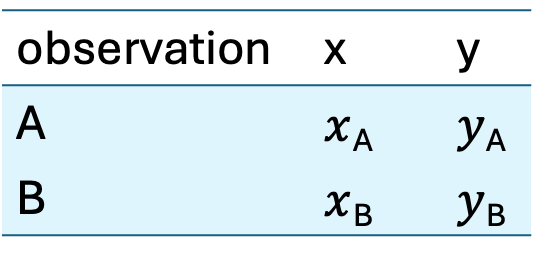 observation x y
A x_A y_A
B x_B y_B